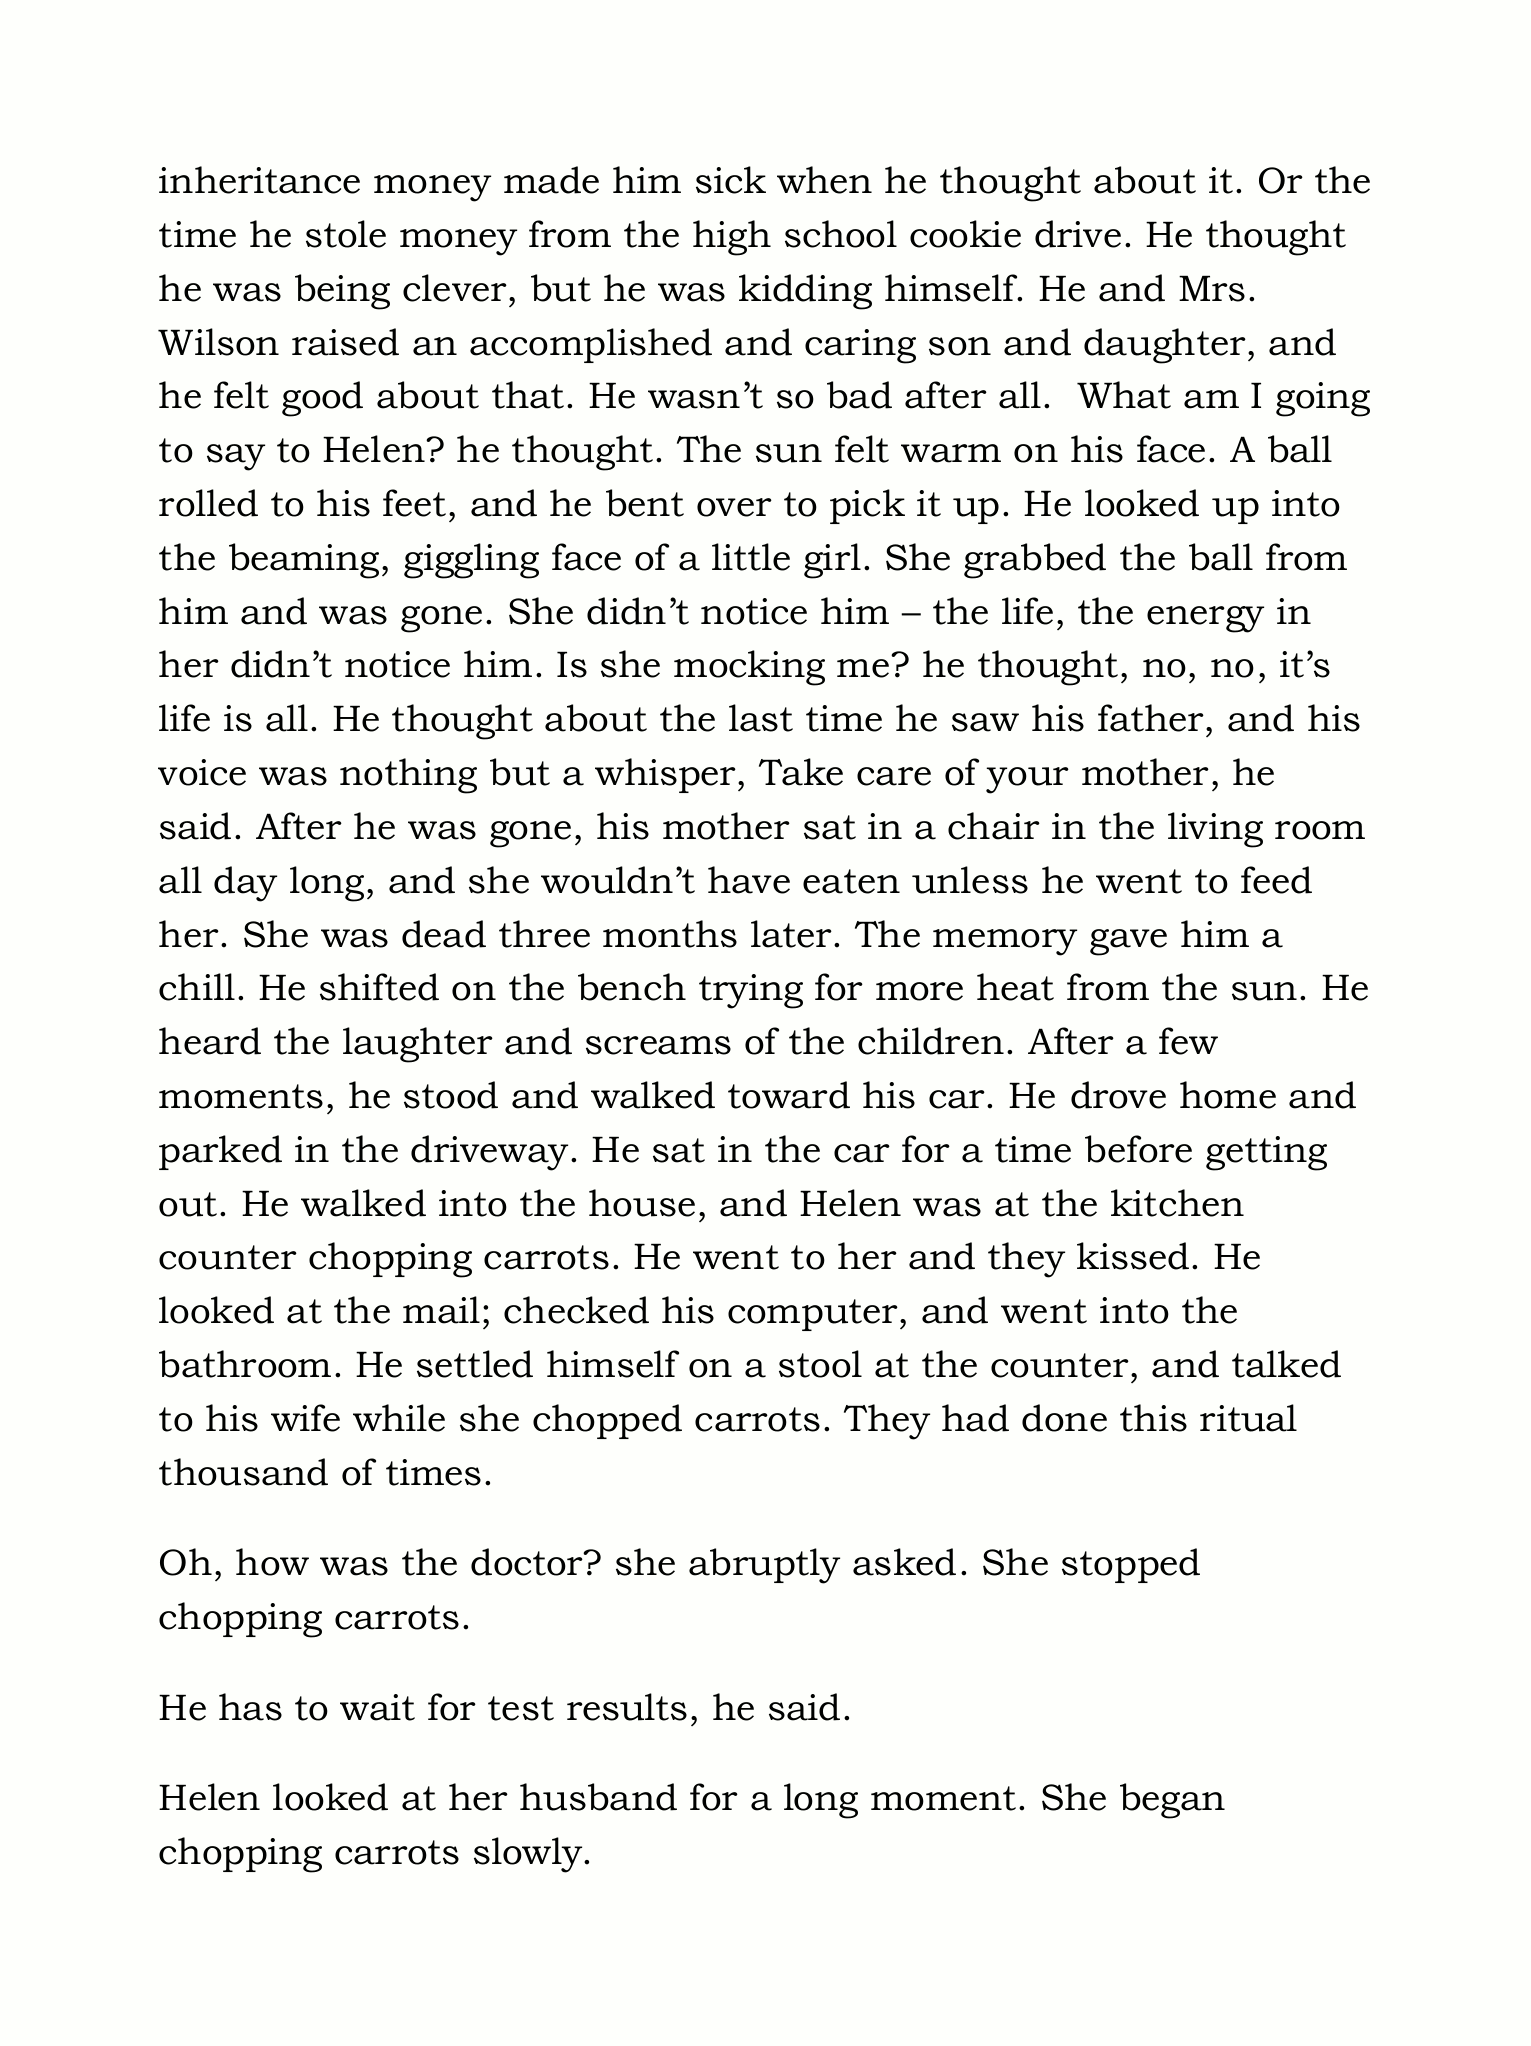 inheritance money made him sick when he thought about it. Or the
time he stole money from the high school cookie drive. He thought
he was being clever, but he was kidding himself. He and Mrs.
Wilson raised an accomplished and caring son and daughter, and
he felt good about that. He wasn’t so bad after all.  What am I going
to say to Helen? he thought. The sun felt warm on his face. A ball
rolled to his feet, and he bent over to pick it up. He looked up into
the beaming, giggling face of a little girl. She grabbed the ball from
him and was gone. She didn’t notice him – the life, the energy in
her didn’t notice him. Is she mocking me? he thought, no, no, it’s
life is all. He thought about the last time he saw his father, and his
voice was nothing but a whisper, Take care of your mother, he
said. After he was gone, his mother sat in a chair in the living room
all day long, and she wouldn’t have eaten unless he went to feed
her. She was dead three months later. The memory gave him a
chill. He shifted on the bench trying for more heat from the sun. He
heard the laughter and screams of the children. After a few
moments, he stood and walked toward his car. He drove home and
parked in the driveway. He sat in the car for a time before getting
out. He walked into the house, and Helen was at the kitchen
counter chopping carrots. He went to her and they kissed. He
looked at the mail; checked his computer, and went into the
bathroom. He settled himself on a stool at the counter, and talked
to his wife while she chopped carrots. They had done this ritual
thousand of times.
Oh, how was the doctor? she abruptly asked. She stopped
chopping carrots.
He has to wait for test results, he said.
Helen looked at her husband for a long moment. She began
chopping carrots slowly.